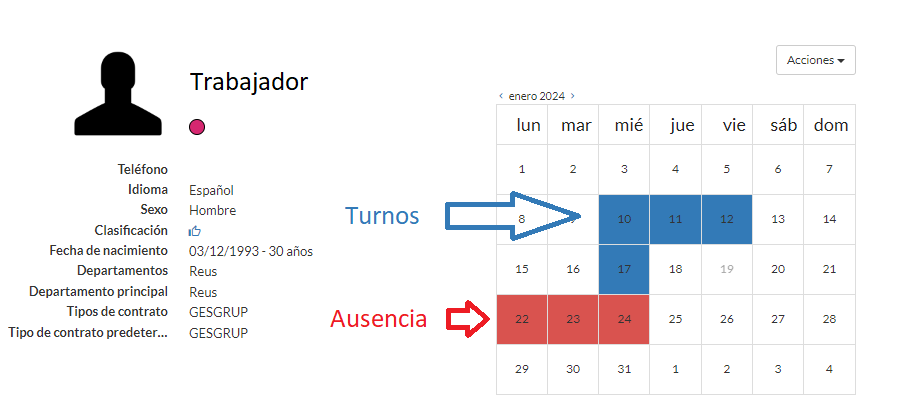 Trabajador
Teléfono
Idioma Español
Sexo Hombre
Clasificación
Fecha de nacimiento 03/12/1993 - 30 años
Departamentos Reus
Departamento principal Reus
Tipos de contrato GESGRUP
Tipo de contrato predeter... GESGRUP
Turnos
Ausencia
Acciones
‹ enero 2024 ›
lun mar mié jue vie sáb dom
1 2 3 4 5 6 7
8 10 11 12 13 14
15 16 17 18 19 20 21
22 23 24 25 26 27 28
29 30 31 1 2 3 4